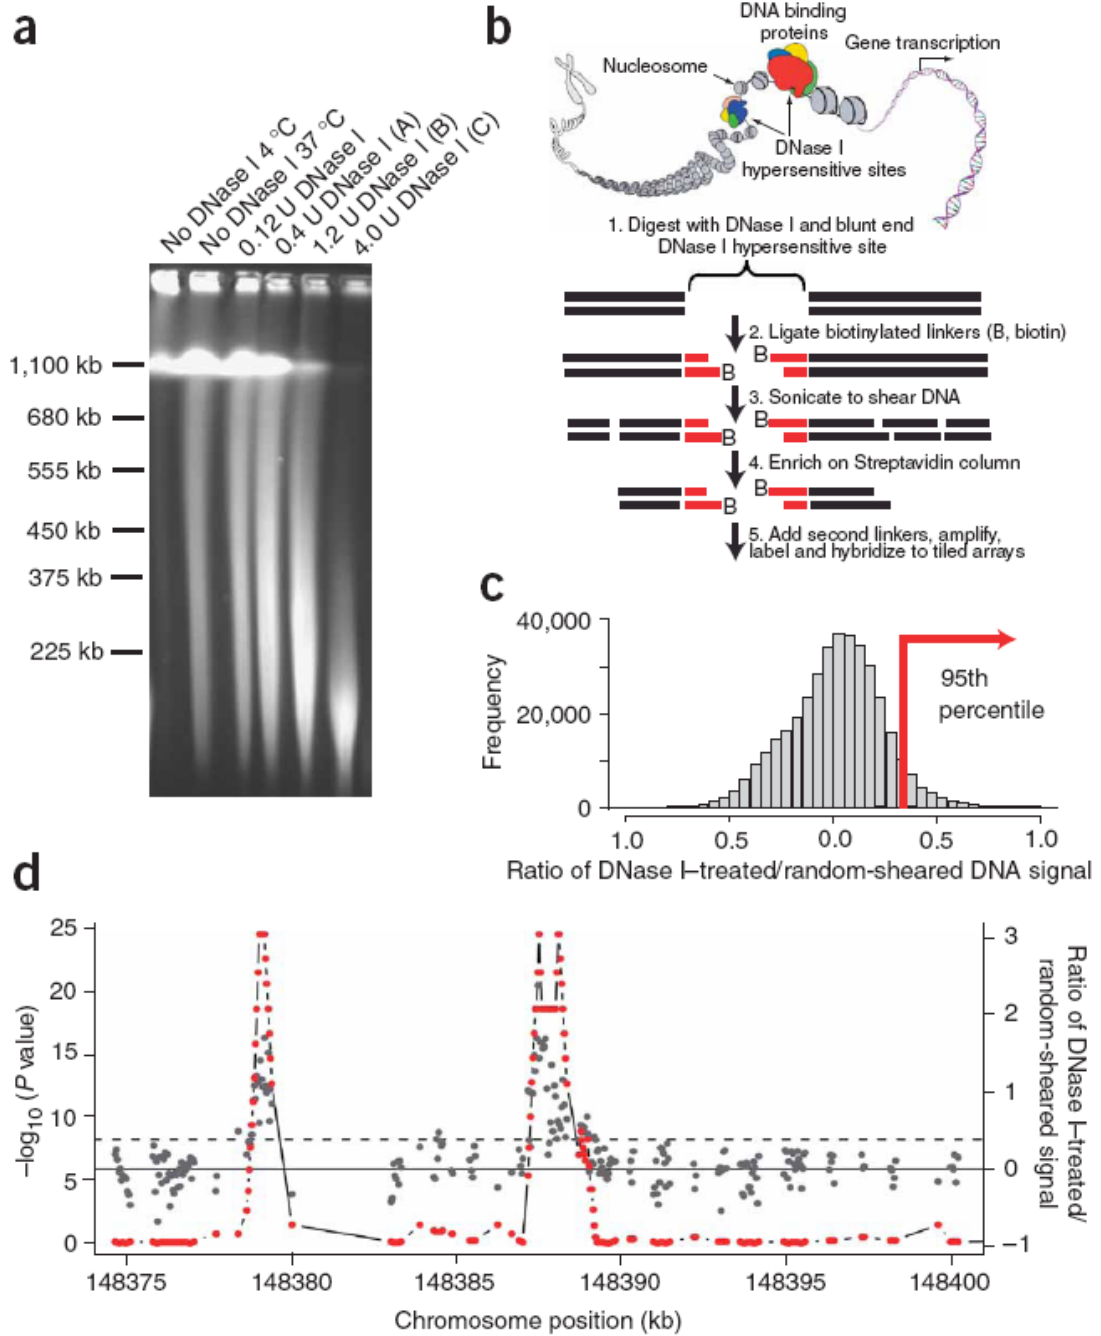 a
No DNase I 4 °C
No DNase I 37 °C
0.12 U DNase I
0.4 U DNase I (A)
1.2 U DNase I (B)
4.0 U DNase I (C)
1,100 kb
680 kb
555 kb
450 kb
375 kb
225 kb
b
DNA binding
proteins
Gene transcription
Nucleosome
DNase I
hypersensitive sites
1. Digest with DNase I and blunt end
DNase I hypersensitive site
2. Ligate biotinylated linkers (B, biotin)
B
B
3. Sonicate to shear DNA
B
B
4. Enrich on Streptavidin column
B
B
5. Add second linkers, amplify,
label and hybridize to tiled arrays
c
40,000
20,000
0
Frequency
95th
percentile
1.0 0.5 0.0 0.5 1.0
Ratio of DNase I–treated/random-sheared DNA signal
d
25
20
15
10
5
0
–log10 (P value)
3
2
1
0
–1
Ratio of DNase I–treated/
random-sheared signal
148375 148380 148385 148390 148395 148400
Chromosome position (kb)